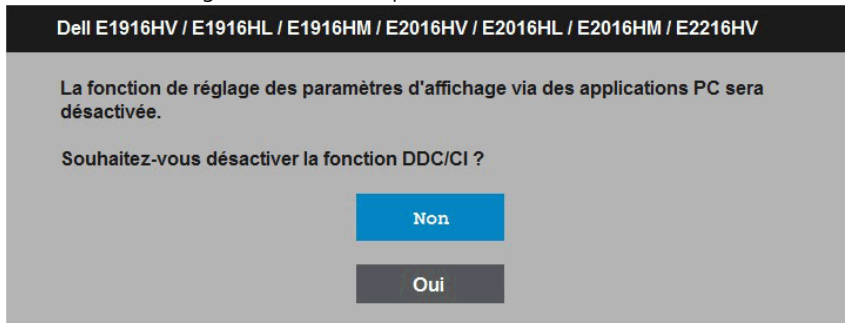 Dell E1916HV / E1916HL / E1916HM / E2016HV / E2016HL / E2016HM / E2216HV
La fonction de réglage des paramètres d'affichage via des applications PC sera
désactivée.
Souhaitez-vous désactiver la fonction DDC/CI ?
Non
Oui